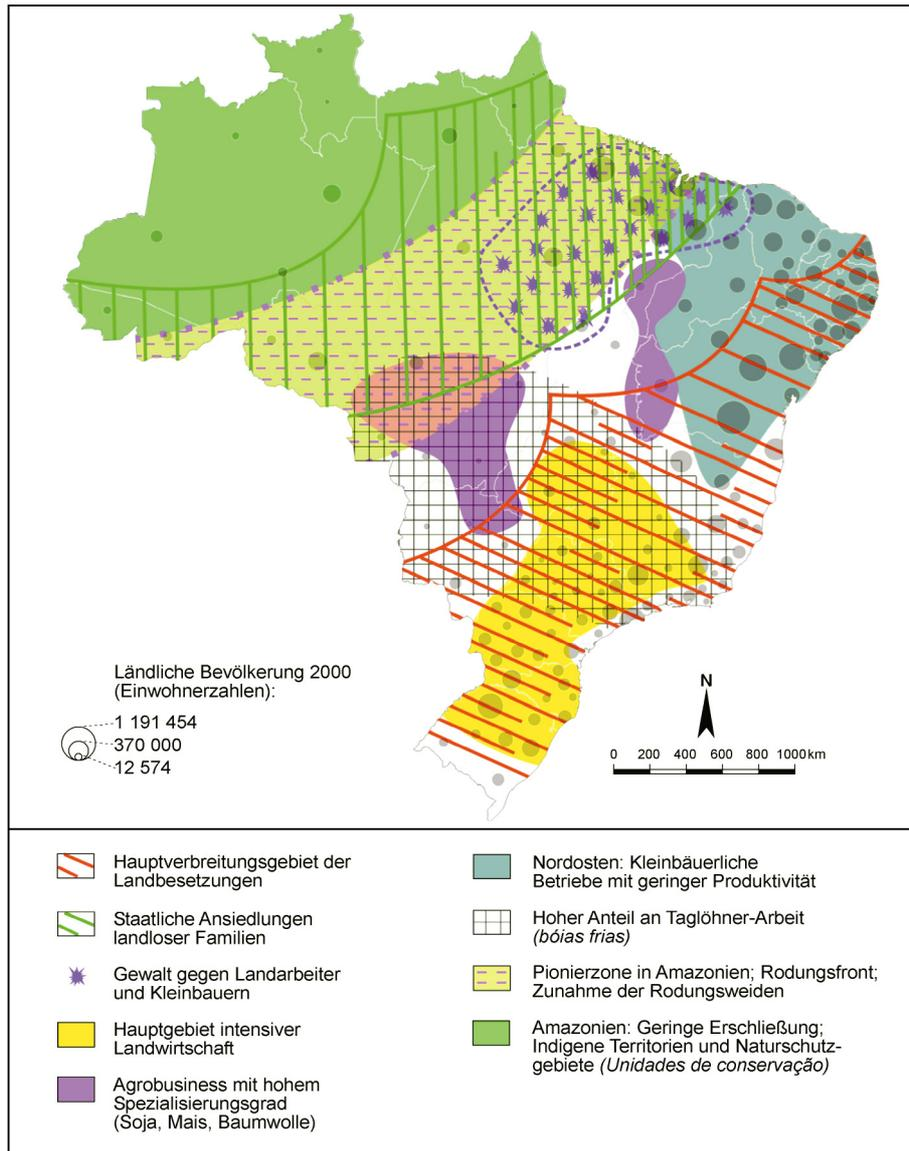 Ländliche Bevölkerung 2000
(Einwohnerzahlen):
1 191 454
370 000
12 574
N
0 200 400 600 800 1000 km
Hauptverbreitungsgebiet der
Landbesetzungen
Staatliche Ansiedlungen
landloser Familien
Gewalt gegen Landarbeiter
und Kleinbauern
Hauptgebiet intensiver
Landwirtschaft
Agrobusiness mit hohem
Spezialisierungsgrad
(Soja, Mais, Baumwolle)
Nordosten: Kleinbäuerliche
Betriebe mit geringer Produktivität
Hoher Anteil an Taglöhner-Arbeit
(bóias frias)
Pionierzone in Amazonien; Rodungsfront;
Zunahme der Rodungsweiden
Amazonien: Geringe Erschließung;
Indigene Territorien und Naturschutz-
gebiete (Unidades de conservação)